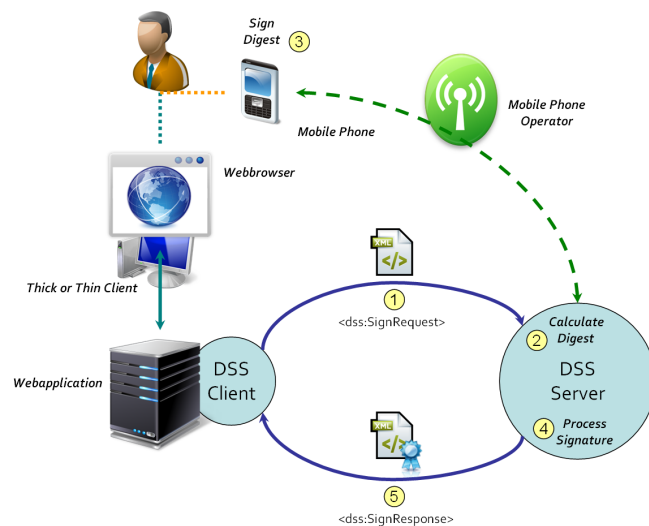 Sign
Digest
3
Mobile Phone
Mobile Phone
Operator
Webbrowser
Thick or Thin Client
XML
</>
1
<dss:SignRequest>
Calculate
2
Digest
Webapplication
DSS
Client
DSS
Server
4
Process
Signature
XML
</>
5
<dss:SignResponse>